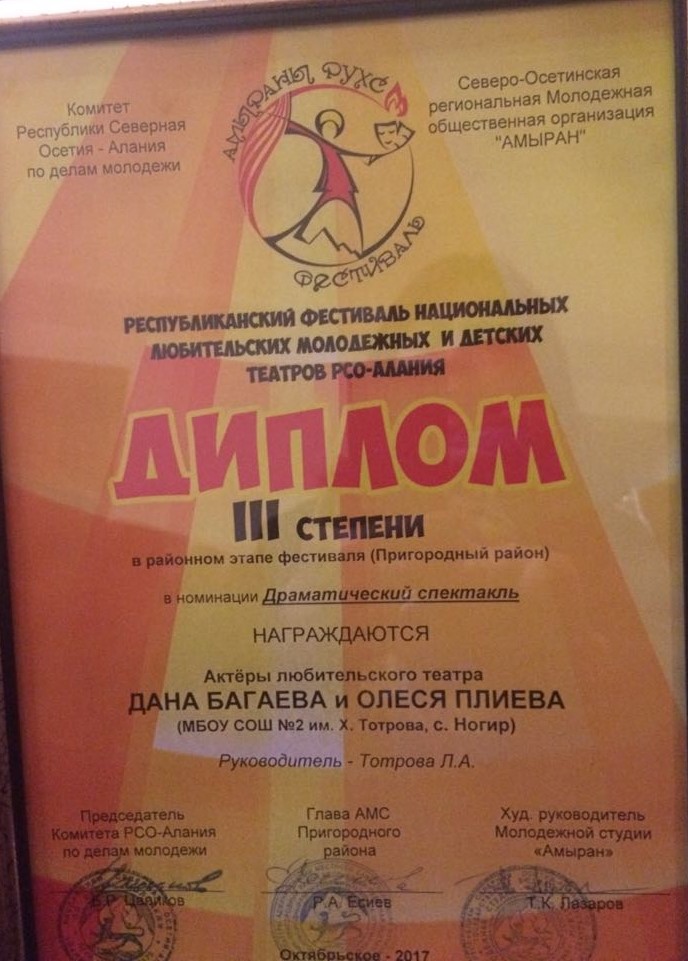 Комитет
Республики Северная
Осетия - Алания
по делам молодежи
АМЫРАНЫ РУХС
ФЕСТИВАЛЬ
Северо-Осетинская
региональная Молодежная
общественная организация
"АМЫРАН"
РЕСПУБЛИКАНСКИЙ ФЕСТИВАЛЬ НАЦИОНАЛЬНЫХ
ЛЮБИТЕЛЬСКИХ МОЛОДЕЖНЫХ И ДЕТСКИХ
ТЕАТРОВ РСО-АЛАНИЯ
ДИПЛОМ
III СТЕПЕНИ
в районном этапе фестиваля (Пригородный район)
в номинации Драматический спектакль
НАГРАЖДАЮТСЯ
Актёры любительского театра
ДАНА БАГАЕВА и ОЛЕСЯ ПЛИЕВА
(МБОУ СОШ №2 им. Х. Тотрова, с. Ногир)
Руководитель - Тотрова Л.А.
Председатель
Комитета РСО-Алания
по делам молодежи
Глава АМС
Пригородного
района
Худ. руководитель
Молодежной студии
«Амыран»
Р.А. Есиев
Т.К. Лазаров
Октябрьское - 2017